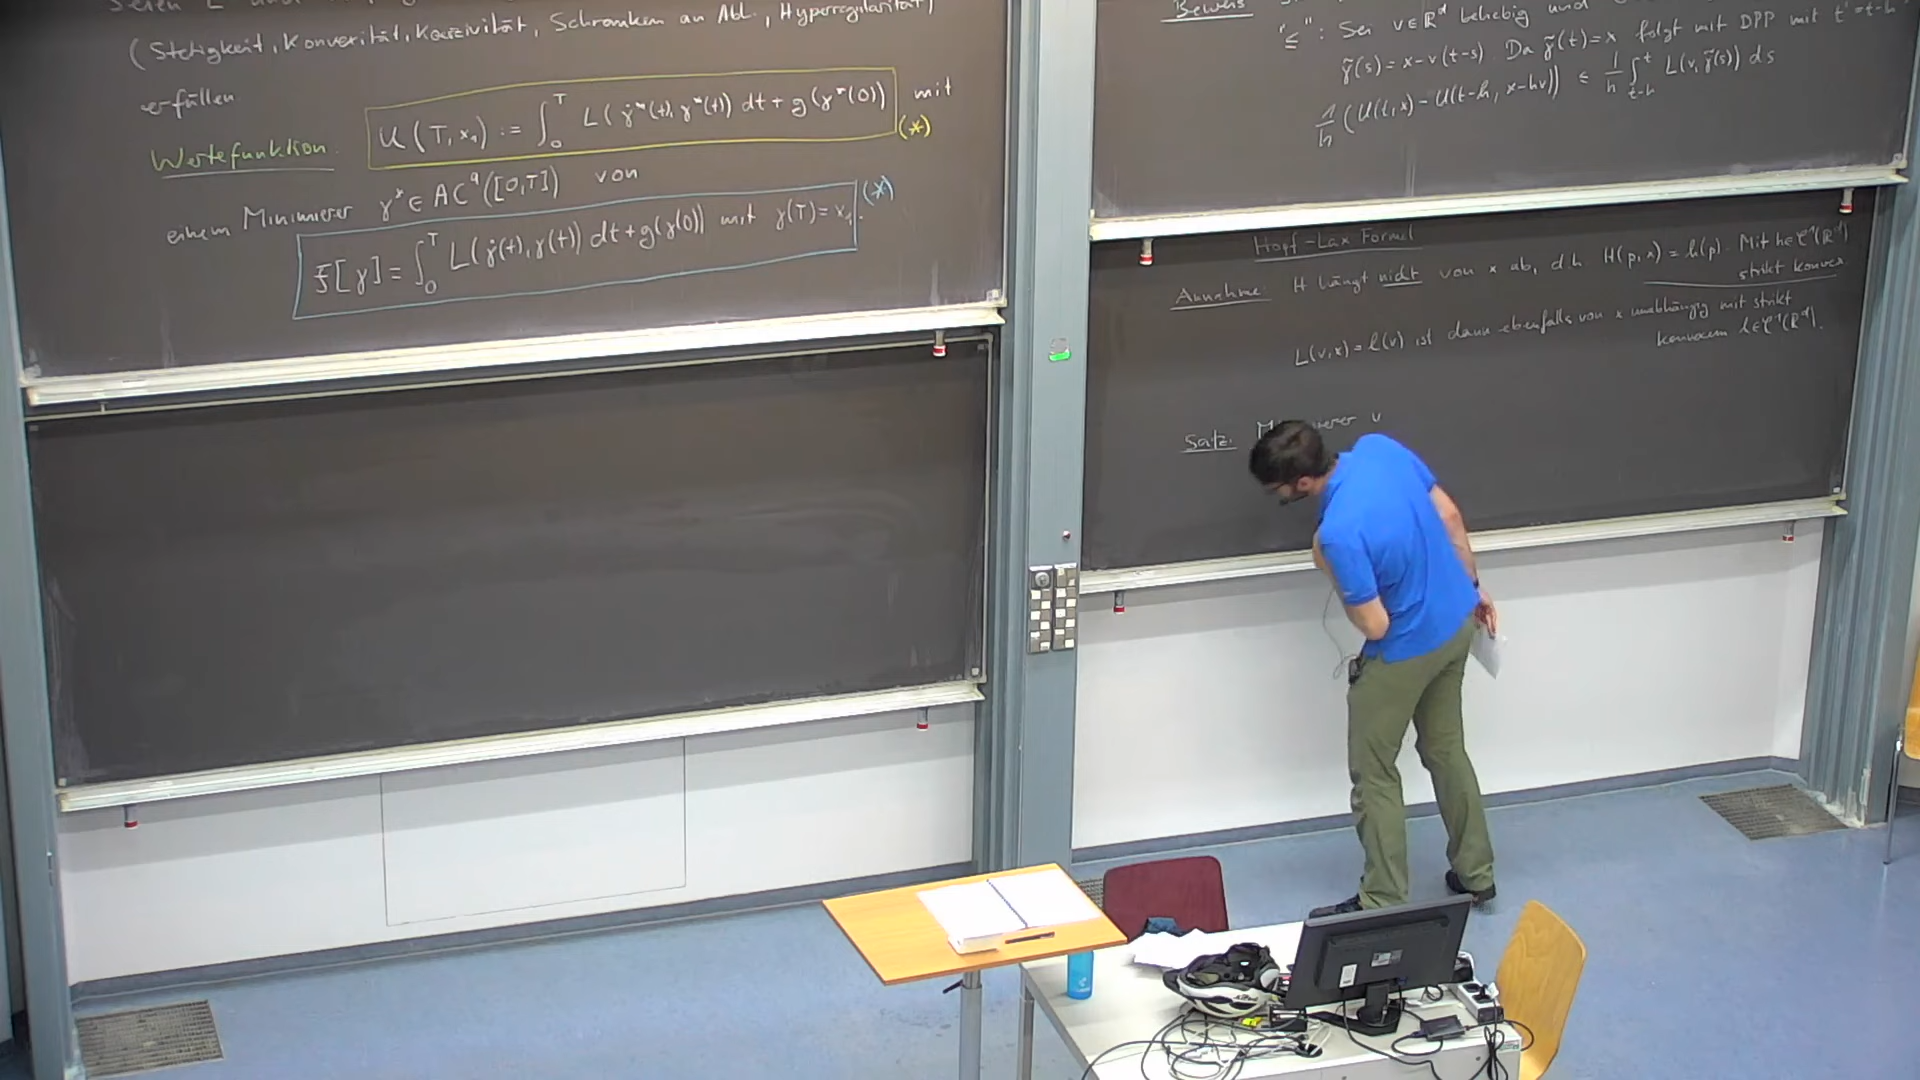 (Stetigkeit, Konvexität, Koerzivität, Schranken an Abl., Hyperregularität)
erfüllen
Wertefunktion. U(T, x₁) := ∫₀ᵀ L(γ̇*(t), γ*(t)) dt + g(γ*(0)) mit (*)
einem Minimierer γ* ∈ AC^q([0,T]) von
F[γ] = ∫₀ᵀ L(γ̇(t), γ(t)) dt + g(γ(0)) mit γ(T) = x₁. (*)
Beweis
"≤": Sei v ∈ ℝᵈ beliebig und
γ̃(s) = x - v(t-s). Da γ̃(t) = x folgt mit DPP mit t' = t-h
1/h (U(t,x) - U(t-h, x-hv)) ≤ 1/h ∫_{t-h}^t L(v, γ̃(s)) ds
Hopf-Lax Formel
Annahme: H hängt nicht von x ab, d.h. H(p,x) = h(p). Mit h ∈ C¹(ℝᵈ)
strikt konvex.
L(v,x) = l(v) ist dann ebenfalls von x unabhängig mit strikt
konvexem l ∈ C¹(ℝᵈ).
Satz: